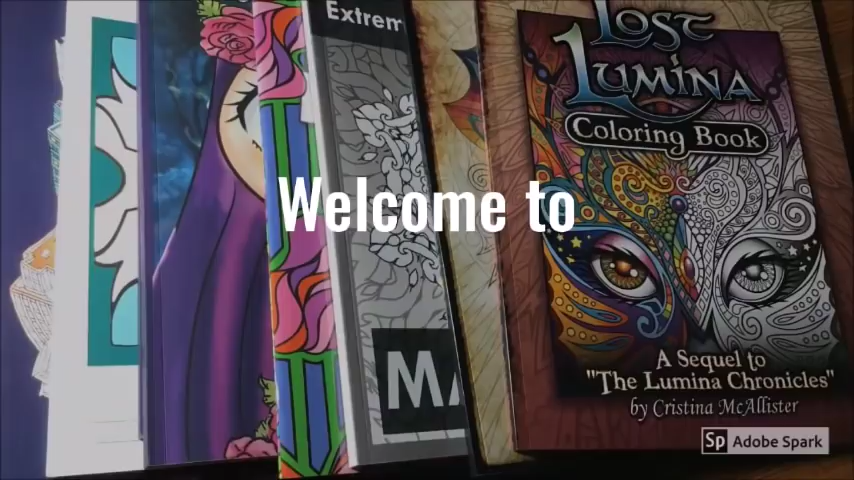 Extrem
LOST
LUMINA
Coloring Book
Welcome to
A Sequel to
"The Lumina Chronicles"
by Cristina McAllister
MA
Sp Adobe Spark